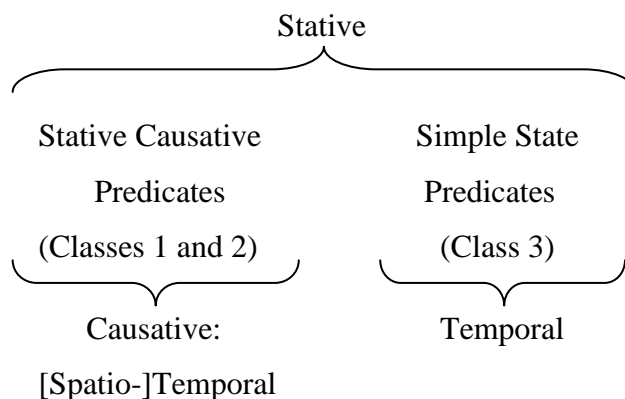 Stative
Stative Causative
Predicates
(Classes 1 and 2)
Simple State
Predicates
(Class 3)
Causative:
[Spatio-]Temporal
Temporal